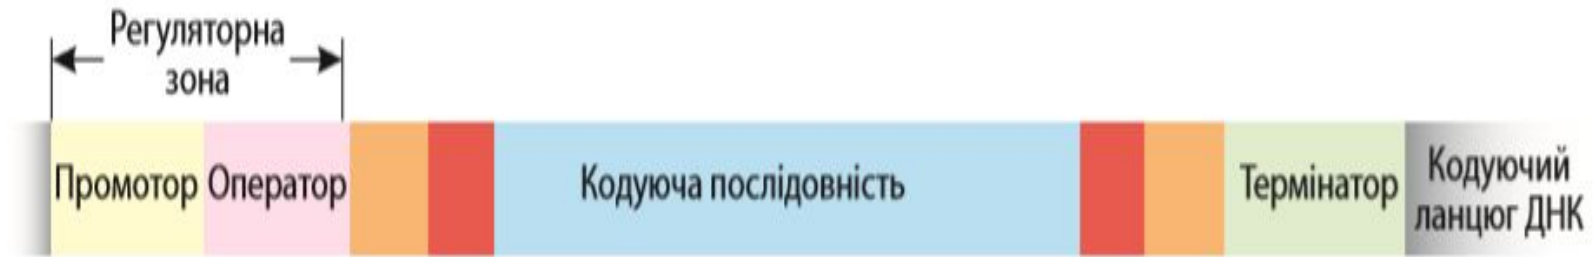 Регуляторна
зона
Промотор Оператор Кодуюча послідовність Термінатор
Кодуючий
ланцюг ДНК